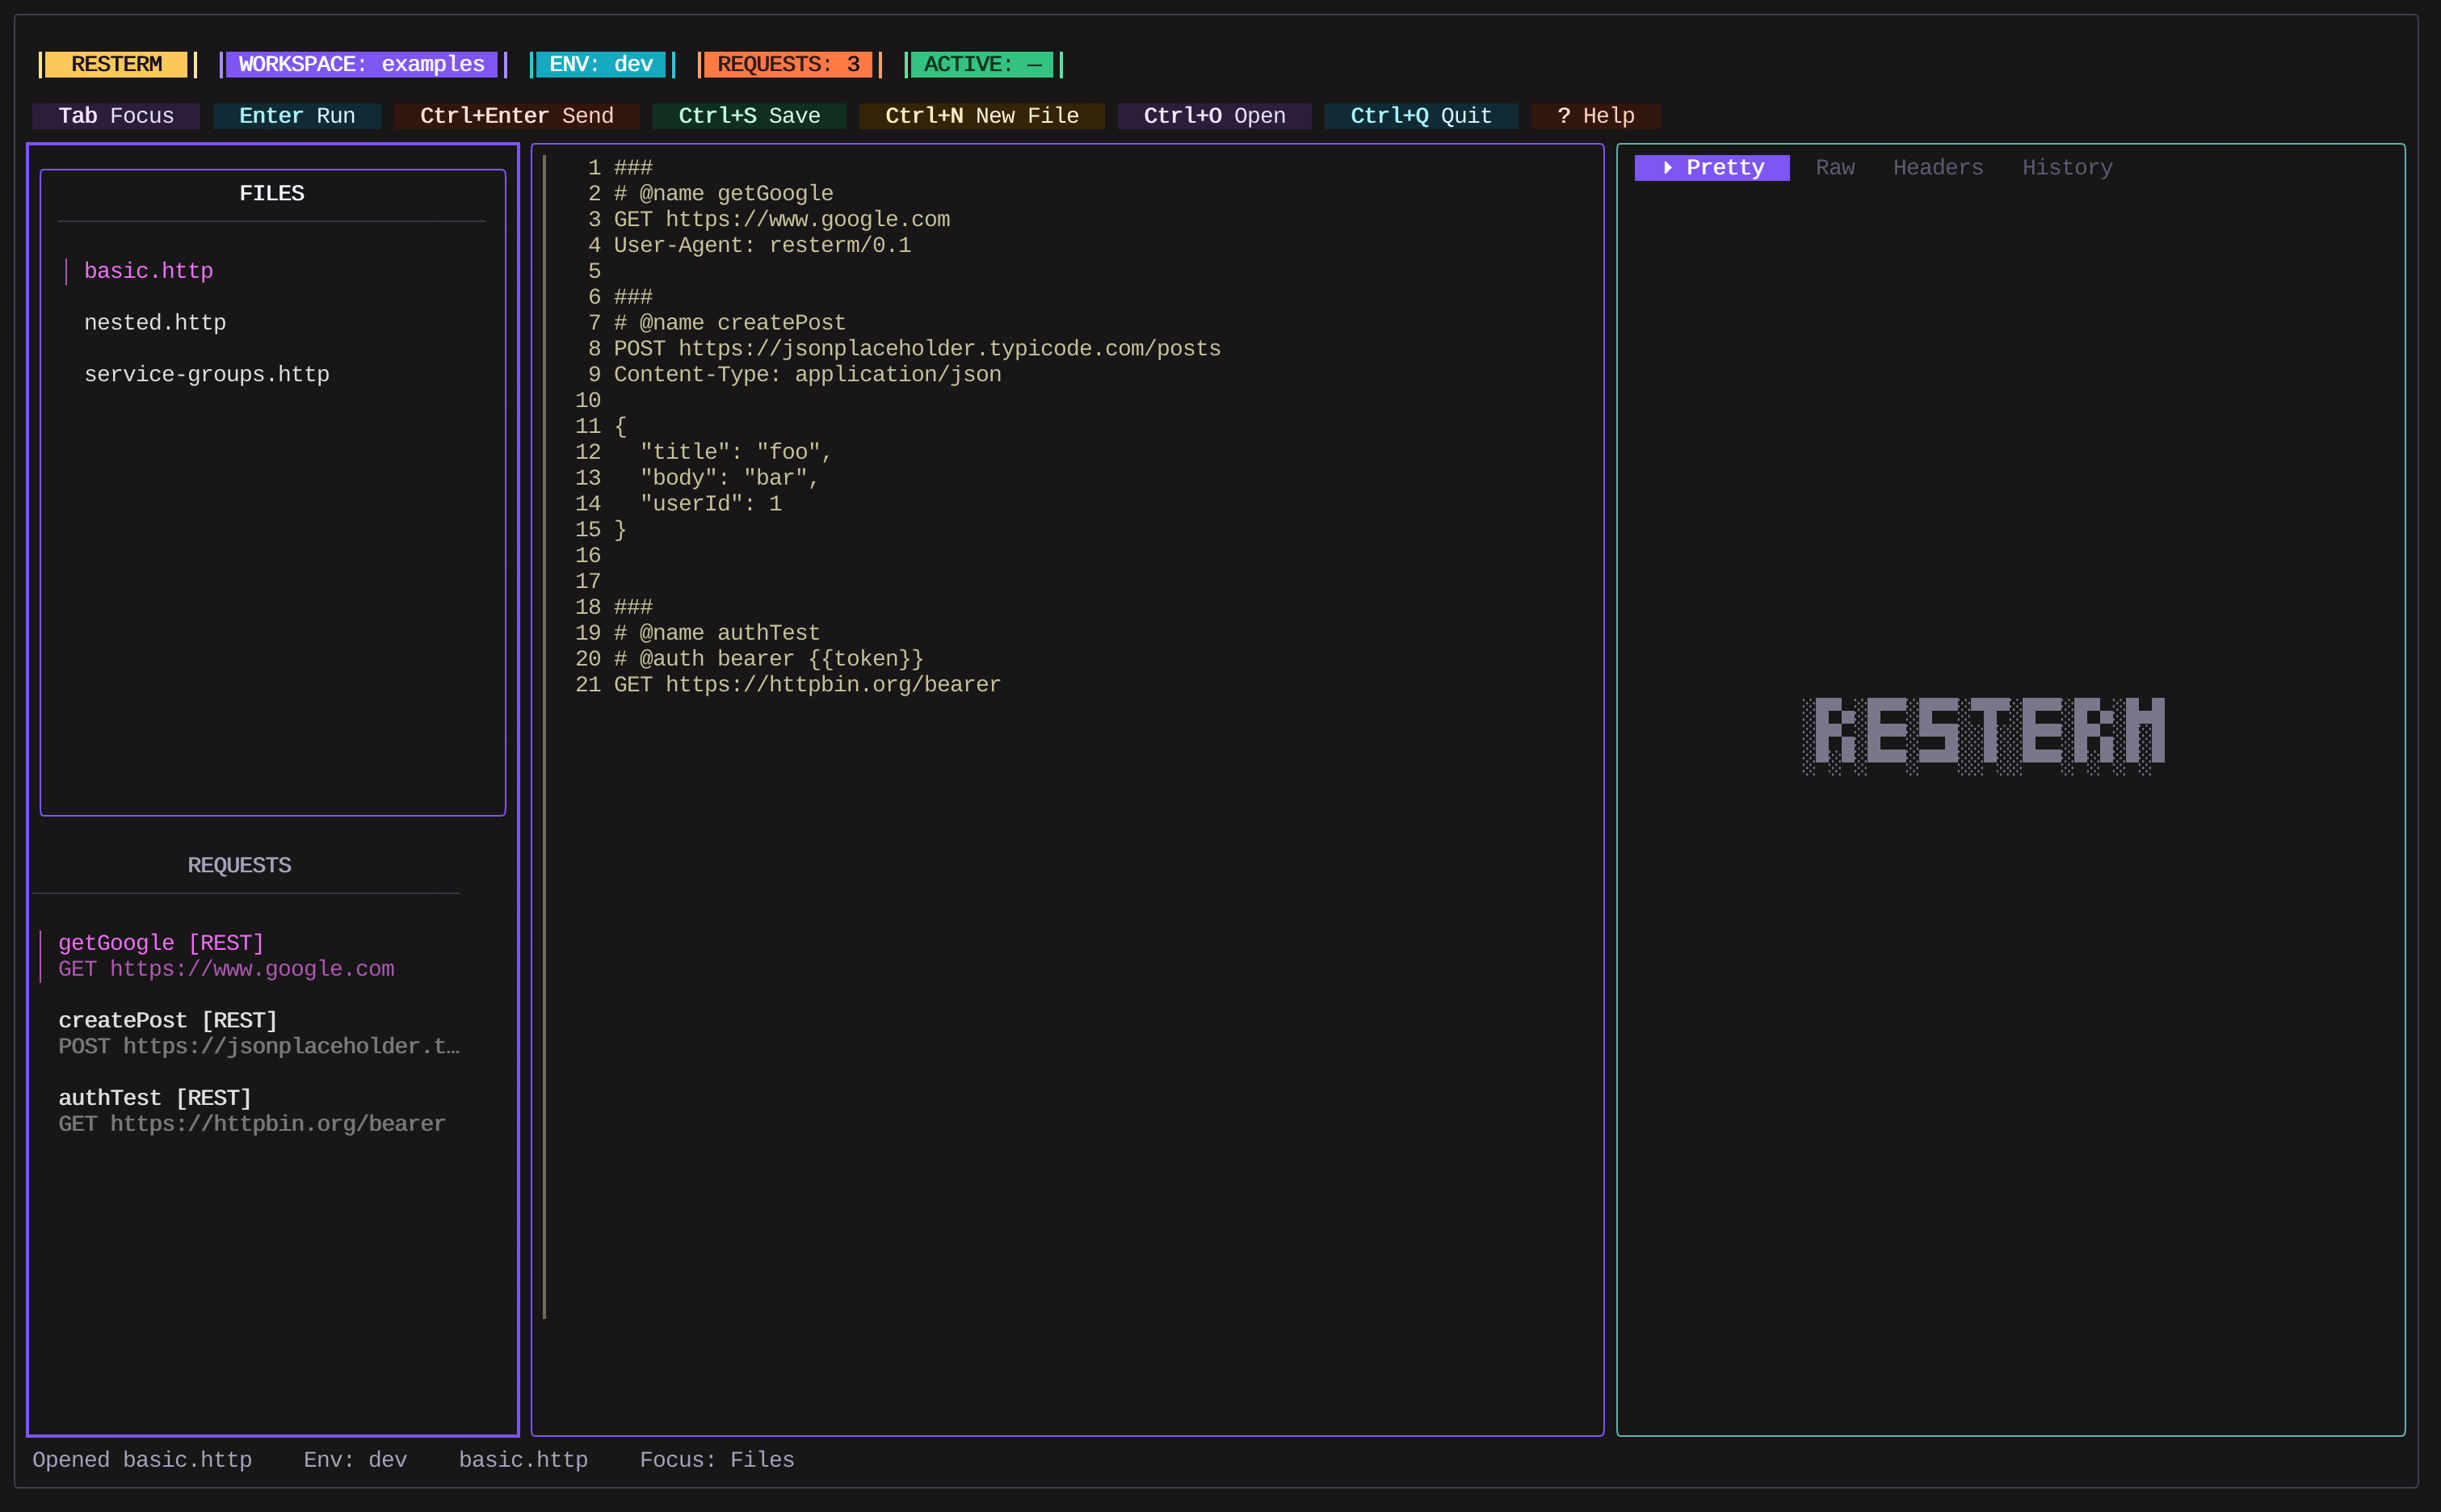 RESTERM WORKSPACE: examples ENV: dev REQUESTS: 3 ACTIVE: —
Tab Focus Enter Run Ctrl+Enter Send Ctrl+S Save Ctrl+N New File Ctrl+O Open Ctrl+Q Quit ? Help
FILES
basic.http
nested.http
service-groups.http
REQUESTS
getGoogle [REST]
GET https://www.google.com
createPost [REST]
POST https://jsonplaceholder.t…
authTest [REST]
GET https://httpbin.org/bearer
1 ###
2 # @name getGoogle
3 GET https://www.google.com
4 User-Agent: resterm/0.1
5
6 ###
7 # @name createPost
8 POST https://jsonplaceholder.typicode.com/posts
9 Content-Type: application/json
10
11 {
12   "title": "foo",
13   "body": "bar",
14   "userId": 1
15 }
16
17
18 ###
19 # @name authTest
20 # @auth bearer {{token}}
21 GET https://httpbin.org/bearer
Pretty Raw Headers History
RESTERM
Opened basic.http Env: dev basic.http Focus: Files